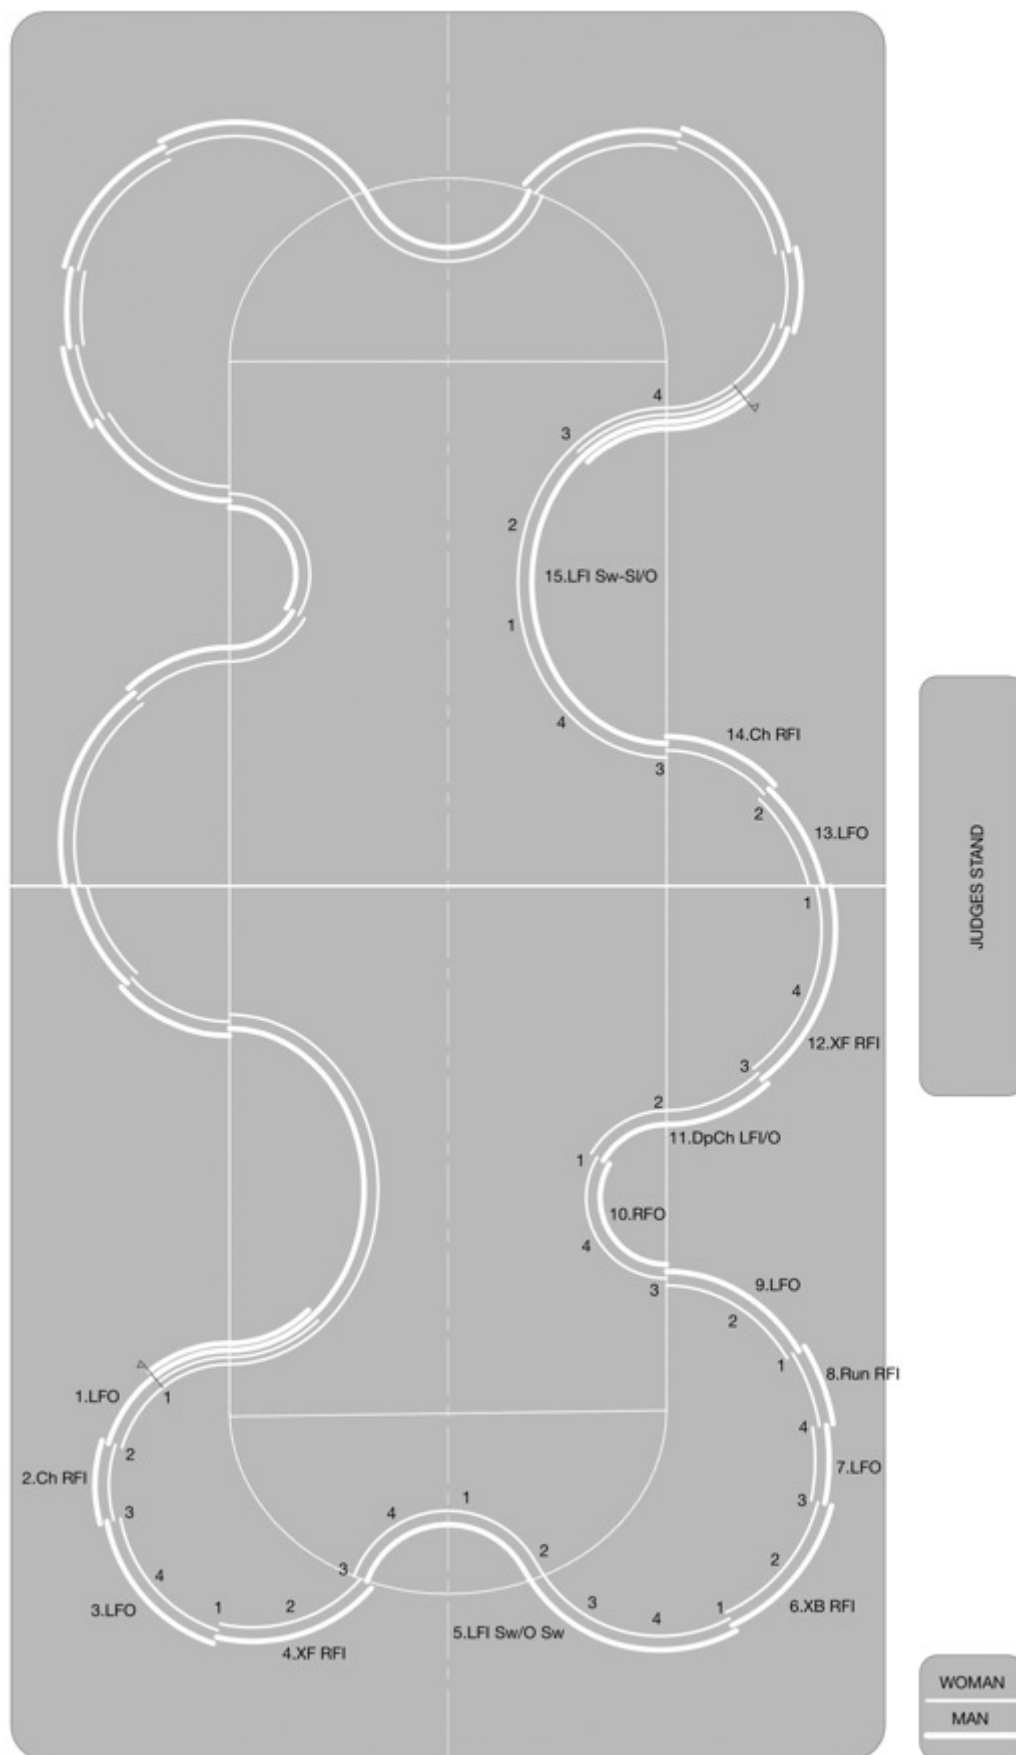 4
3
2
15.LFI Sw-SI/O
1
4
14.Ch RFI
3
2
13.LFO
JUDGES STAND
1
4
12.XF RFI
3
2
11.DpCh LFI/O
1
10.RFO
4
3
9.LFO
2
1
8.Run RFI
1.LFO
1
4
2
7.LFO
2.Ch RFI
3
3
4
1
2
3
4
2
3.LFO
1
2
3
4
1
6.XB RFI
5.LFI Sw/O Sw
4.XF RFI
WOMAN
MAN